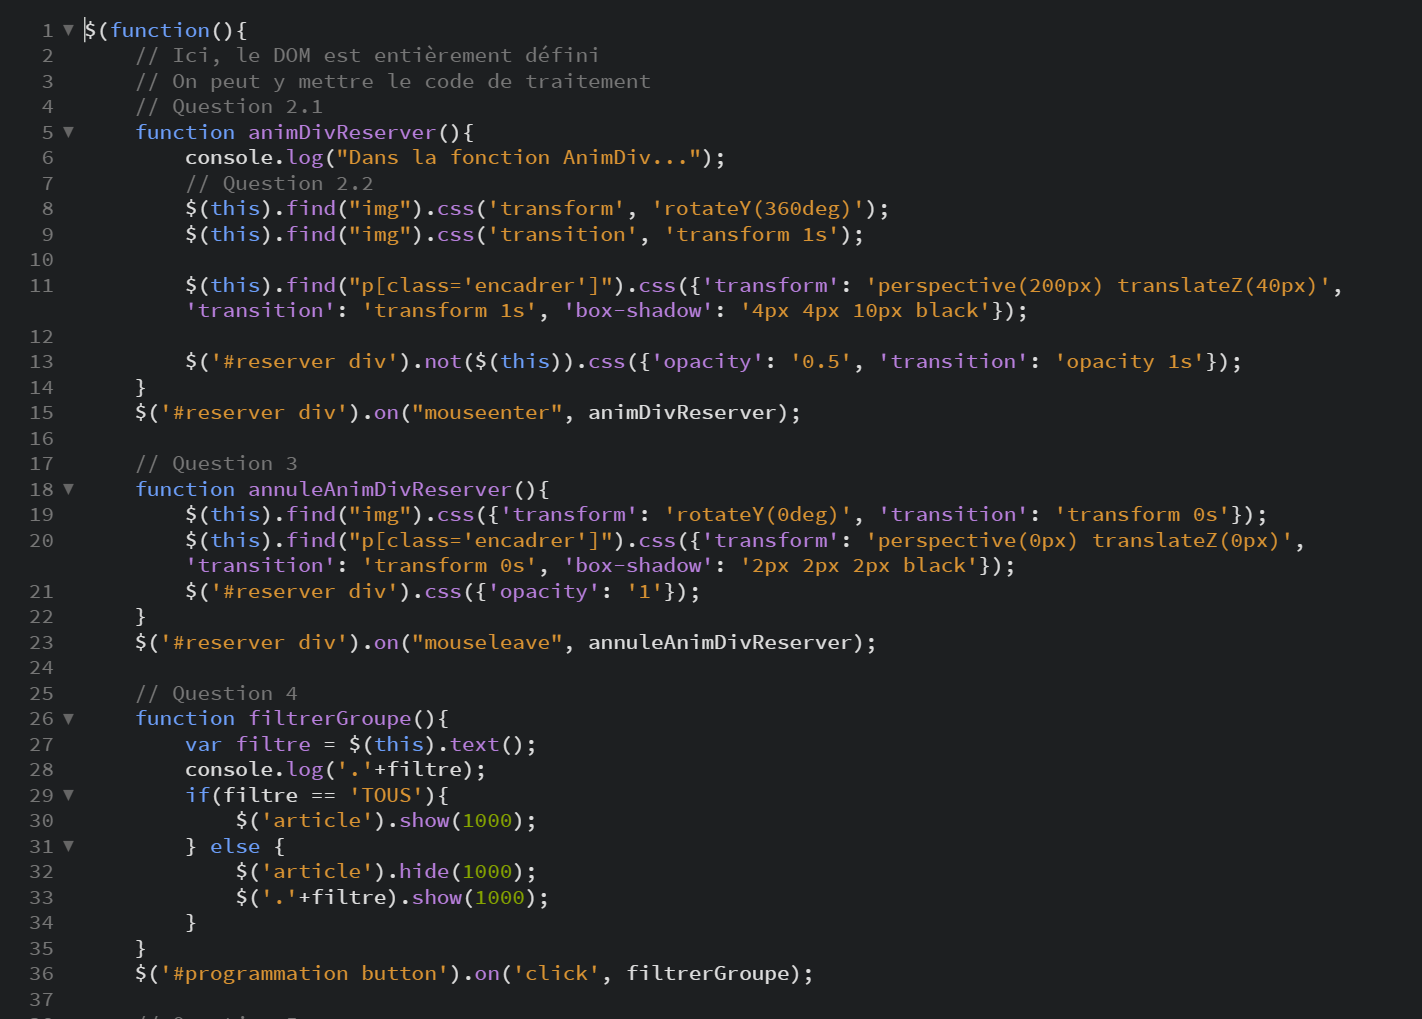 1 ▼ $(function(){
2 // Ici, le DOM est entièrement défini
3 // On peut y mettre le code de traitement
4 // Question 2.1
5 ▼ function animDivReserver(){
6 console.log("Dans la fonction AnimDiv...");
7 // Question 2.2
8 $(this).find("img").css('transform', 'rotateY(360deg)');
9 $(this).find("img").css('transition', 'transform 1s');
10
11 $(this).find("p[class='encadrer']").css({'transform': 'perspective(200px) translateZ(40px)',
'transition': 'transform 1s', 'box-shadow': '4px 4px 10px black'});
12
13 $('#reserver div').not($(this)).css({'opacity': '0.5', 'transition': 'opacity 1s'});
14 }
15 $('#reserver div').on("mouseenter", animDivReserver);
16
17 // Question 3
18 ▼ function annuleAnimDivReserver(){
19 $(this).find("img").css({'transform': 'rotateY(0deg)', 'transition': 'transform 0s'});
20 $(this).find("p[class='encadrer']").css({'transform': 'perspective(0px) translateZ(0px)',
'transition': 'transform 0s', 'box-shadow': '2px 2px 2px black'});
21 $('#reserver div').css({'opacity': '1'});
22 }
23 $('#reserver div').on("mouseleave", annuleAnimDivReserver);
24
25 // Question 4
26 ▼ function filtrerGroupe(){
27 var filtre = $(this).text();
28 console.log('.'+filtre);
29 ▼ if(filtre == 'TOUS'){
30 $('article').show(1000);
31 ▼ } else {
32 $('article').hide(1000);
33 $('.'+filtre).show(1000);
34 }
35 }
36 $('#programmation button').on('click', filtrerGroupe);
37